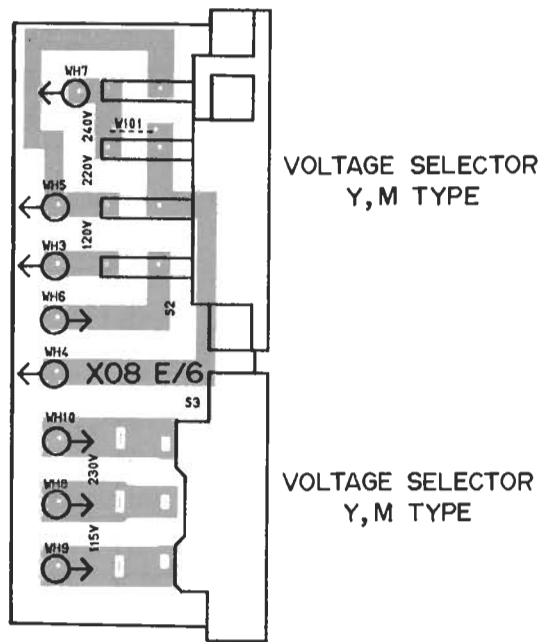 WH7
240V
W101
220V
VOLTAGE SELECTOR
Y,M TYPE
WH5
120V
WH3
WH6
S2
WH4
X08 E/6
S3
WH10
230V
WH8
VOLTAGE SELECTOR
Y,M TYPE
115V
WH9